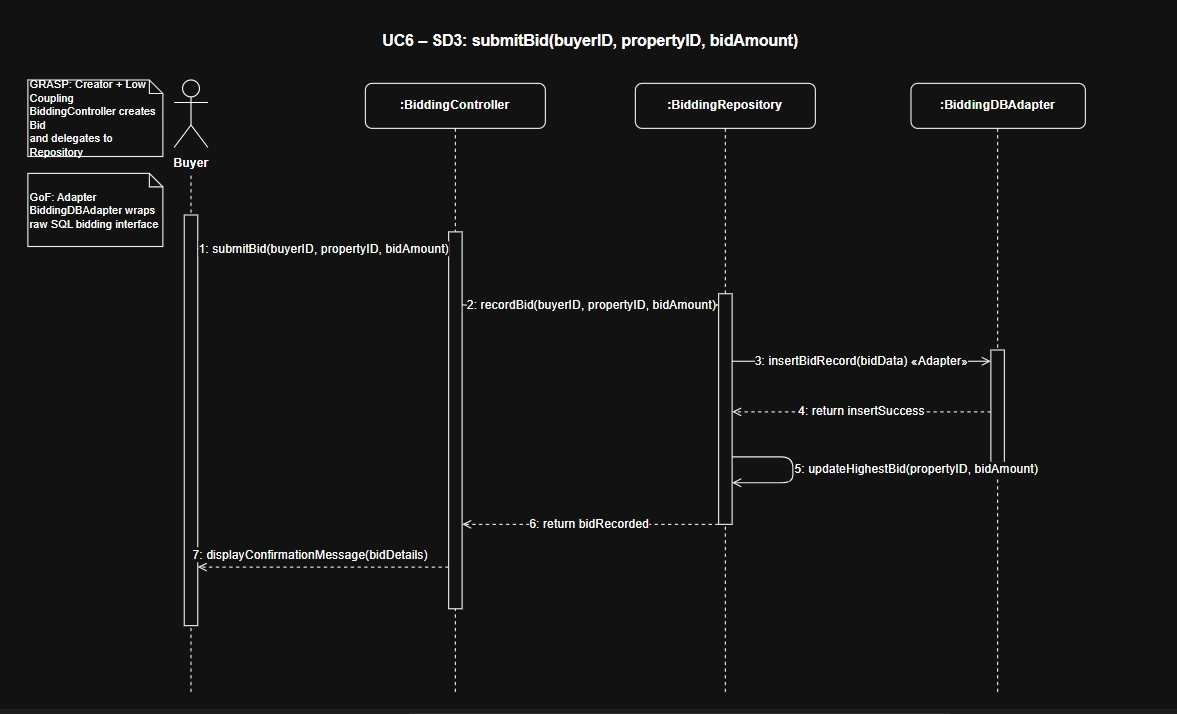 UC6 – SD3: submitBid(buyerID, propertyID, bidAmount)
GRASP: Creator + Low
Coupling
BiddingController creates
Bid
and delegates to
Repository
Buyer
:BiddingController
:BiddingRepository
:BiddingDBAdapter
GoF: Adapter
BiddingDBAdapter wraps
raw SQL bidding interface
1: submitBid(buyerID, propertyID, bidAmount)
2: recordBid(buyerID, propertyID, bidAmount)
3: insertBidRecord(bidData) «Adapter»
4: return insertSuccess
5: updateHighestBid(propertyID, bidAmount)
6: return bidRecorded
7: displayConfirmationMessage(bidDetails)